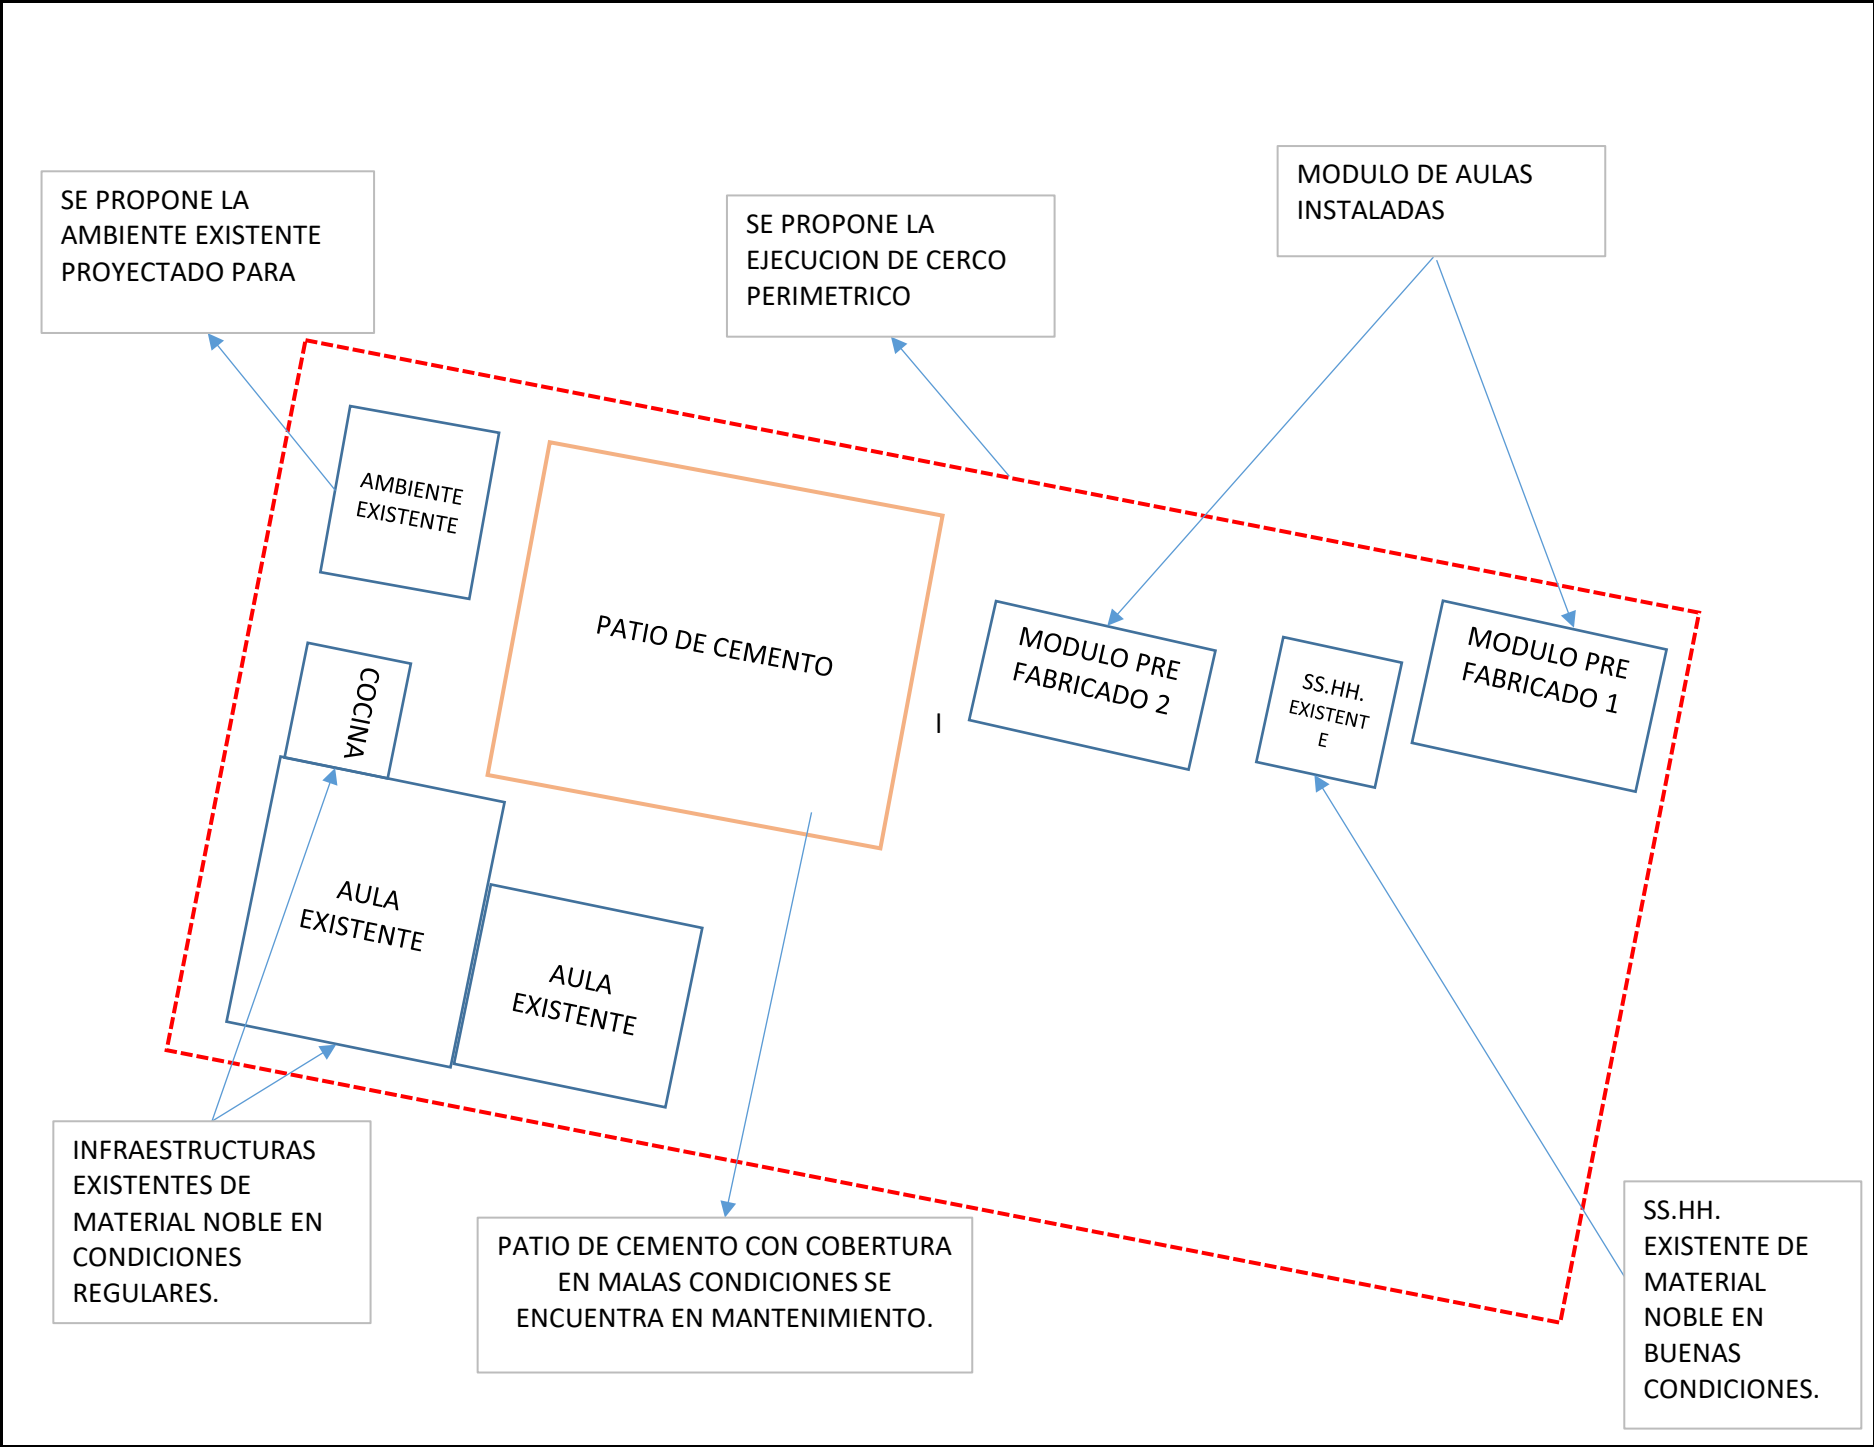 SE PROPONE LA
AMBIENTE EXISTENTE
PROYECTADO PARA
SE PROPONE LA
EJECUCION DE CERCO
PERIMETRICO
MODULO DE AULAS
INSTALADAS
AMBIENTE
EXISTENTE
PATIO DE CEMENTO
MODULO PRE
FABRICADO 2
SS.HH.
EXISTENT
E
MODULO PRE
FABRICADO 1
COCINA
I
AULA
EXISTENTE
AULA
EXISTENTE
INFRAESTRUCTURAS
EXISTENTES DE
MATERIAL NOBLE EN
CONDICIONES
REGULARES.
PATIO DE CEMENTO CON COBERTURA
EN MALAS CONDICIONES SE
ENCUENTRA EN MANTENIMIENTO.
SS.HH.
EXISTENTE DE
MATERIAL
NOBLE EN
BUENAS
CONDICIONES.